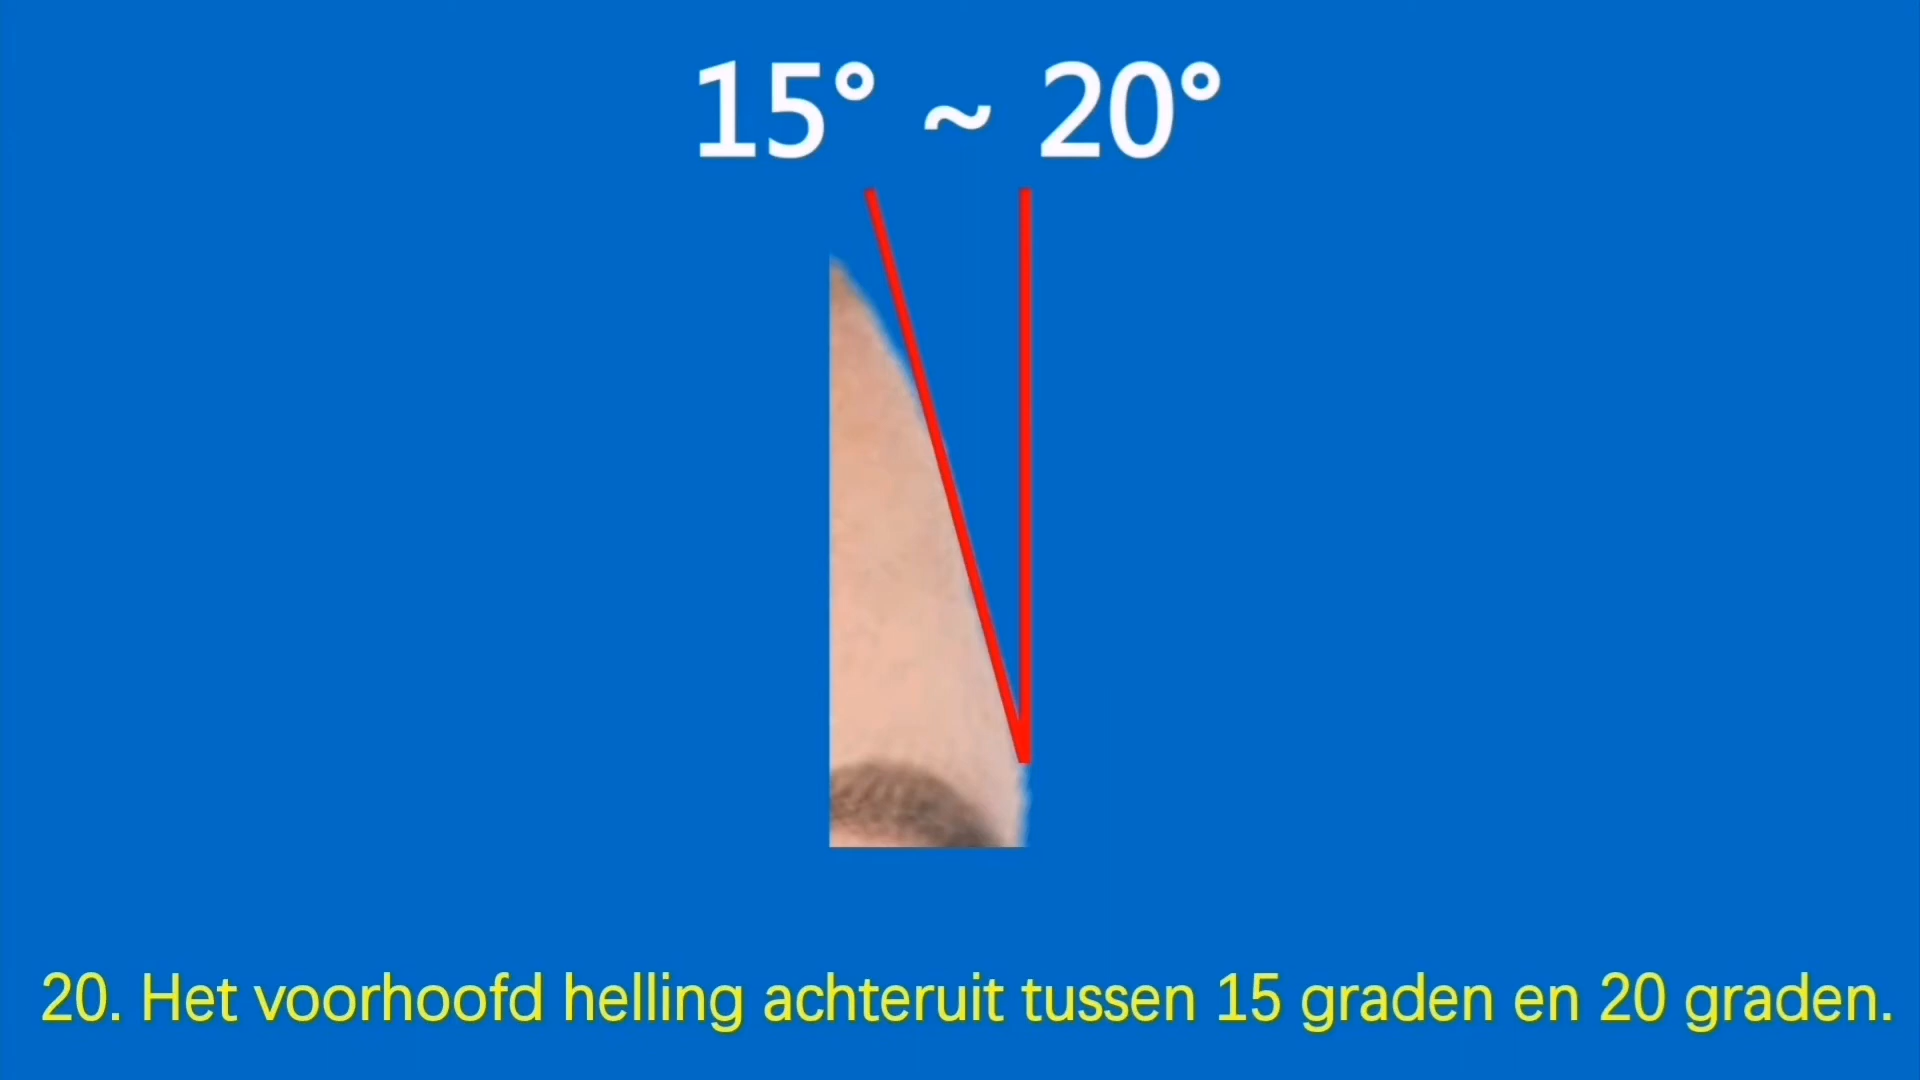 15° ~ 20°
20. Het voorhoofd helling achteruit tussen 15 graden en 20 graden.